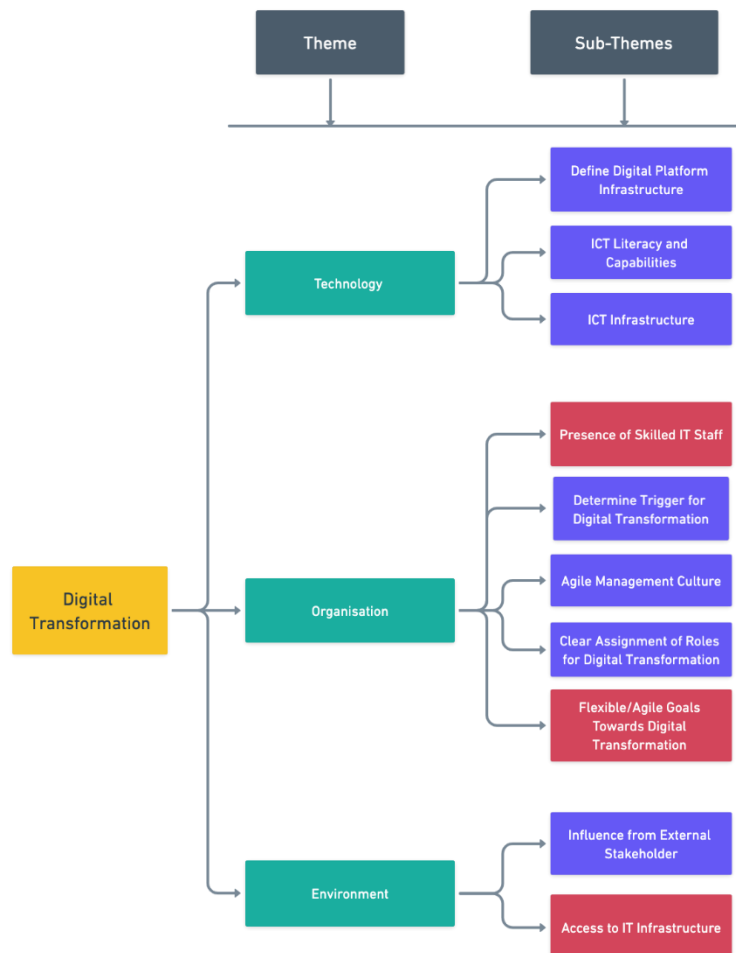 Theme
Sub-Themes
Define Digital Platform
Infrastructure
ICT Literacy and
Capabilities
Technology
ICT Infrastructure
Presence of Skilled IT Staff
Determine Trigger for
Digital Transformation
Agile Management Culture
Digital
Transformation
Organisation
Clear Assignment of Roles
for Digital Transformation
Flexible/Agile Goals
Towards Digital
Transformation
Influence from External
Stakeholder
Environment
Access to IT Infrastructure